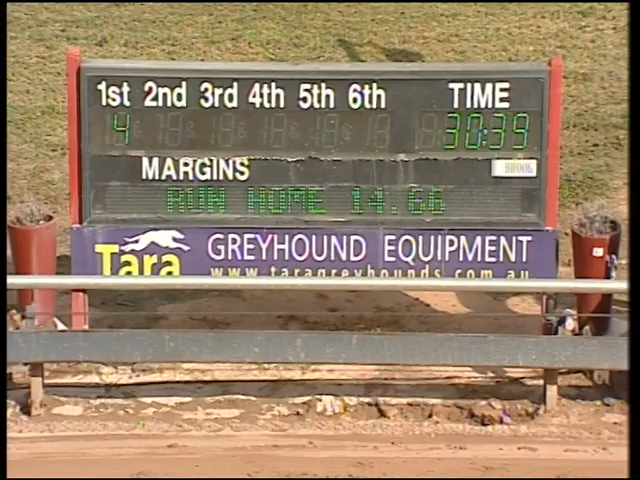 1st 2nd 3rd 4th 5th 6th TIME
4 30:39
MARGINS
RUN HOME 14.66
Tara GREYHOUND EQUIPMENT
www.taragreyhounds.com.au